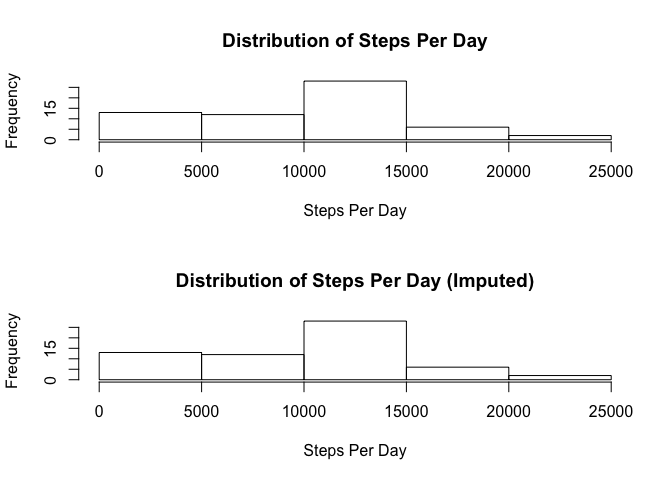 Distribution of Steps Per Day
Frequency
15
0
0 5000 10000 15000 20000 25000
Steps Per Day
Distribution of Steps Per Day (Imputed)
Frequency
15
0
0 5000 10000 15000 20000 25000
Steps Per Day